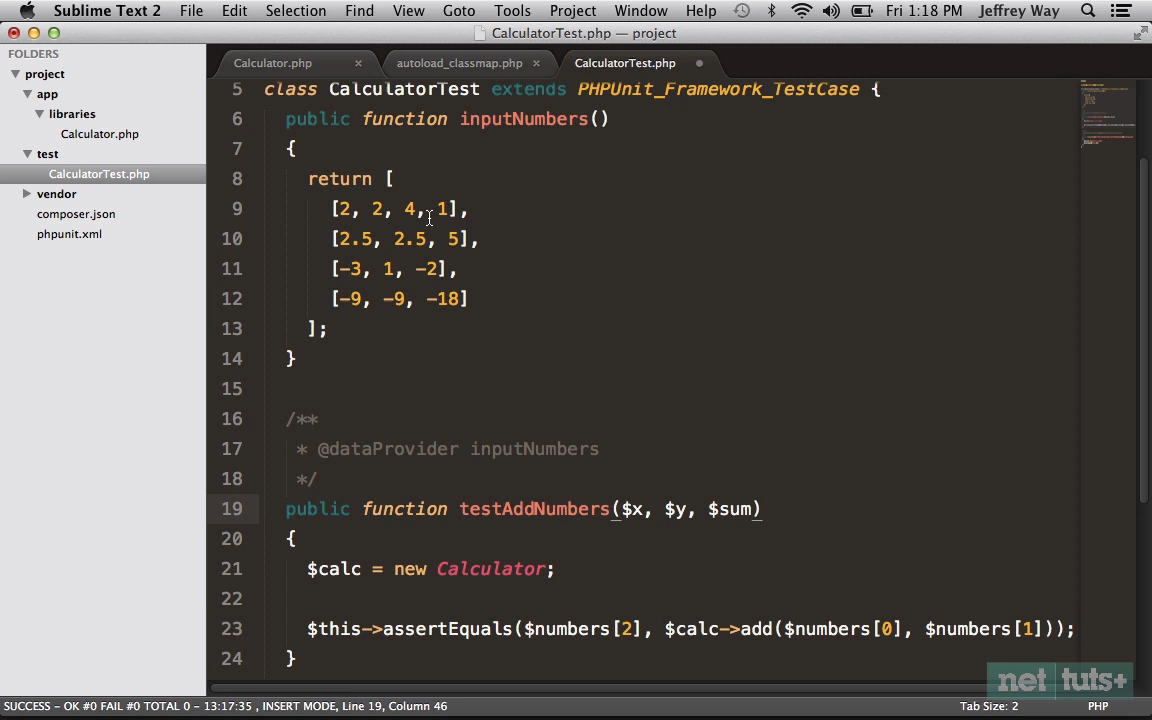 Sublime Text 2 File Edit Selection Find View Goto Tools Project Window Help Fri 1:18 PM Jeffrey Way
CalculatorTest.php — project
FOLDERS
project
app
libraries
Calculator.php
test
CalculatorTest.php
vendor
composer.json
phpunit.xml
Calculator.php × autoload_classmap.php × CalculatorTest.php
5 class CalculatorTest extends PHPUnit_Framework_TestCase {
6 public function inputNumbers()
7 {
8 return [
9 [2, 2, 4, 1],
10 [2.5, 2.5, 5],
11 [-3, 1, -2],
12 [-9, -9, -18]
13 ];
14 }
15
16 /**
17 * @dataProvider inputNumbers
18 */
19 public function testAddNumbers($x, $y, $sum)
20 {
21 $calc = new Calculator;
22
23 $this->assertEquals($numbers[2], $calc->add($numbers[0], $numbers[1]));
24 }
net tuts+
SUCCESS - OK #0 FAIL #0 TOTAL 0 - 13:17:35 , INSERT MODE, Line 19, Column 46 Tab Size: 2 PHP